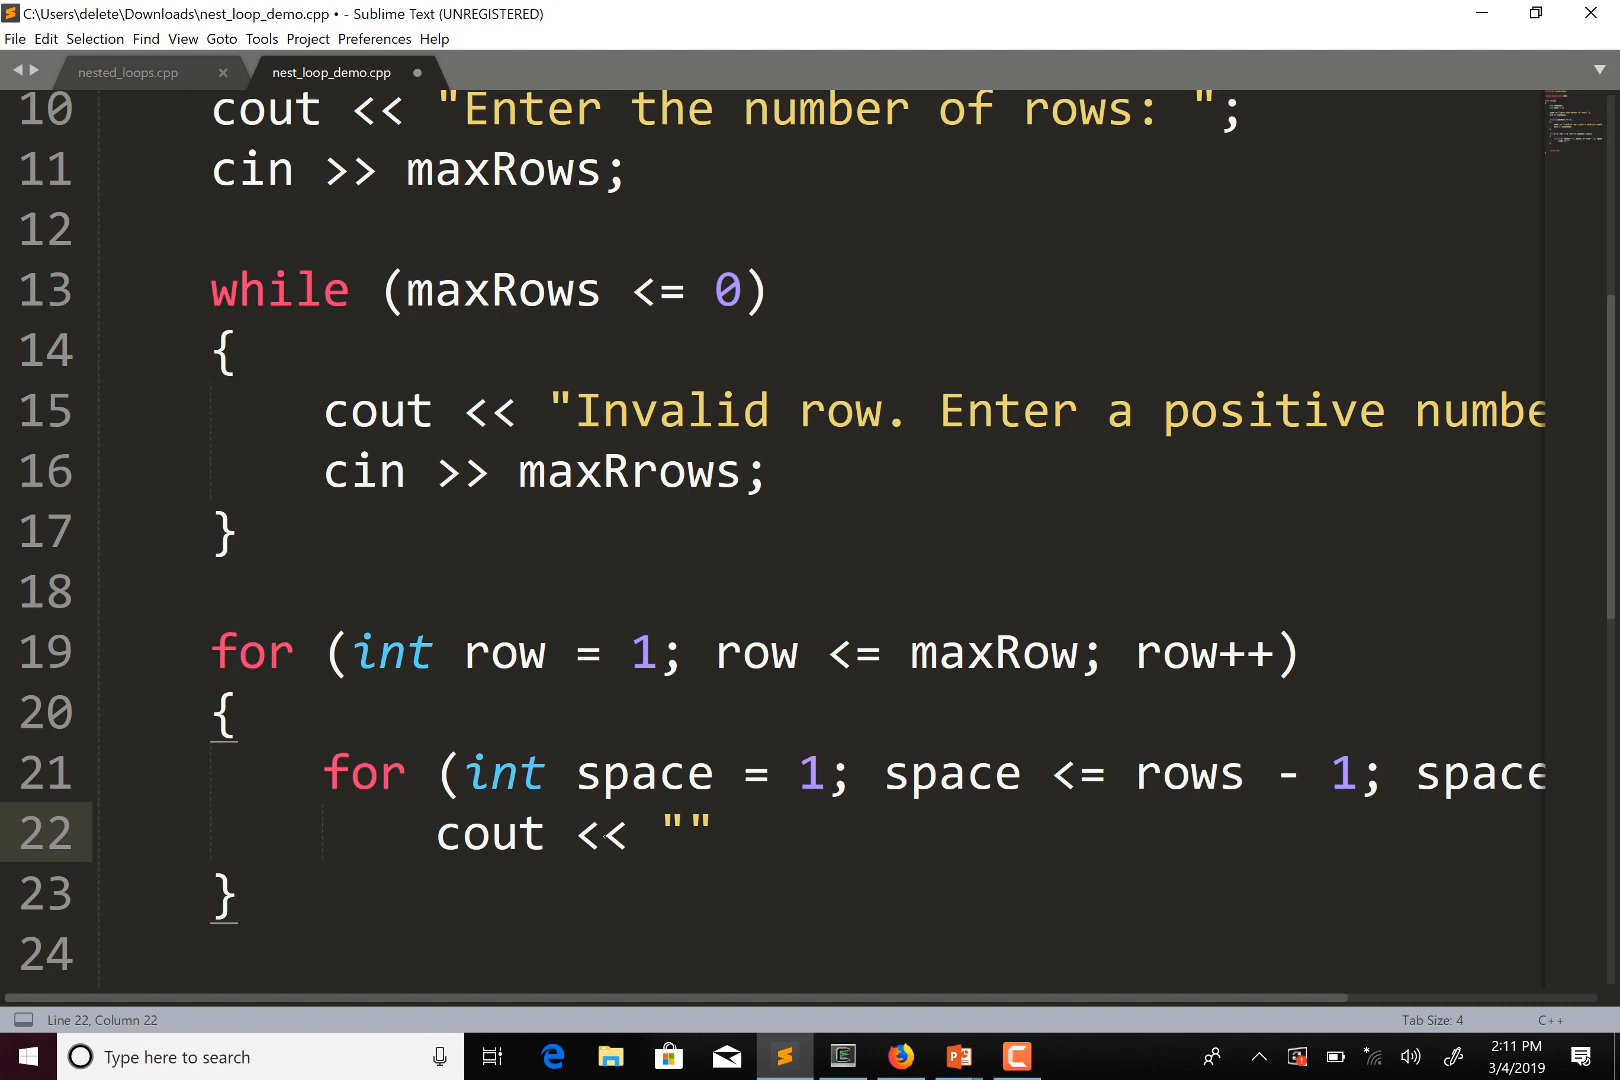 C:\Users\delete\Downloads\nest_loop_demo.cpp • - Sublime Text (UNREGISTERED)
File Edit Selection Find View Goto Tools Project Preferences Help
nested_loops.cpp nest_loop_demo.cpp
10 cout << "Enter the number of rows: ";
11 cin >> maxRows;
12
13 while (maxRows <= 0)
14 {
15 cout << "Invalid row. Enter a positive numbe
16 cin >> maxRrows;
17 }
18
19 for (int row = 1; row <= maxRow; row++)
20 {
21 for (int space = 1; space <= rows - 1; space
22 cout << ""
23 }
24
Line 22, Column 22 Tab Size: 4 C++
Type here to search 2:11 PM
3/4/2019